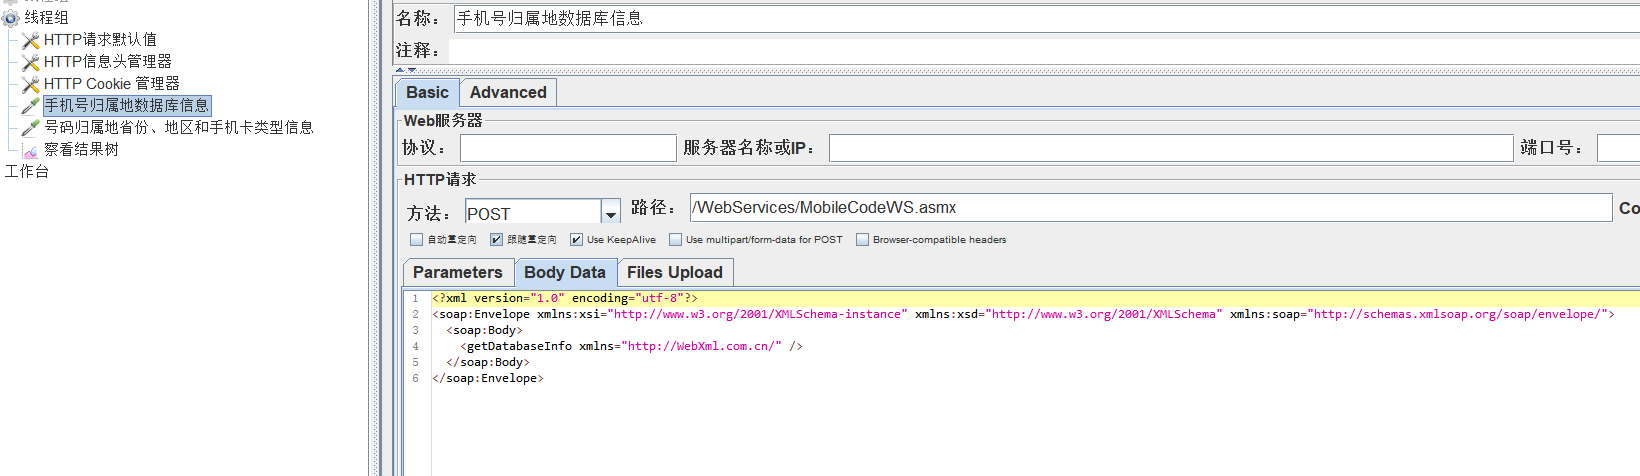 线程组
HTTP请求默认值
HTTP信息头管理器
HTTP Cookie 管理器
手机号归属地数据库信息
号码归属地省份、地区和手机卡类型信息
察看结果树
工作台
名称： 手机号归属地数据库信息
注释：
Basic Advanced
Web服务器
协议： 服务器名称或IP： 端口号：
HTTP请求
方法： POST 路径： /WebServices/MobileCodeWS.asmx Co
自动重定向 跟随重定向 Use KeepAlive Use multipart/form-data for POST Browser-compatible headers
Parameters Body Data Files Upload
1 <?xml version="1.0" encoding="utf-8"?>
2 <soap:Envelope xmlns:xsi="http://www.w3.org/2001/XMLSchema-instance" xmlns:xsd="http://www.w3.org/2001/XMLSchema" xmlns:soap="http://schemas.xmlsoap.org/soap/envelope/">
3 <soap:Body>
4 <getDatabaseInfo xmlns="http://WebXml.com.cn/" />
5 </soap:Body>
6 </soap:Envelope>